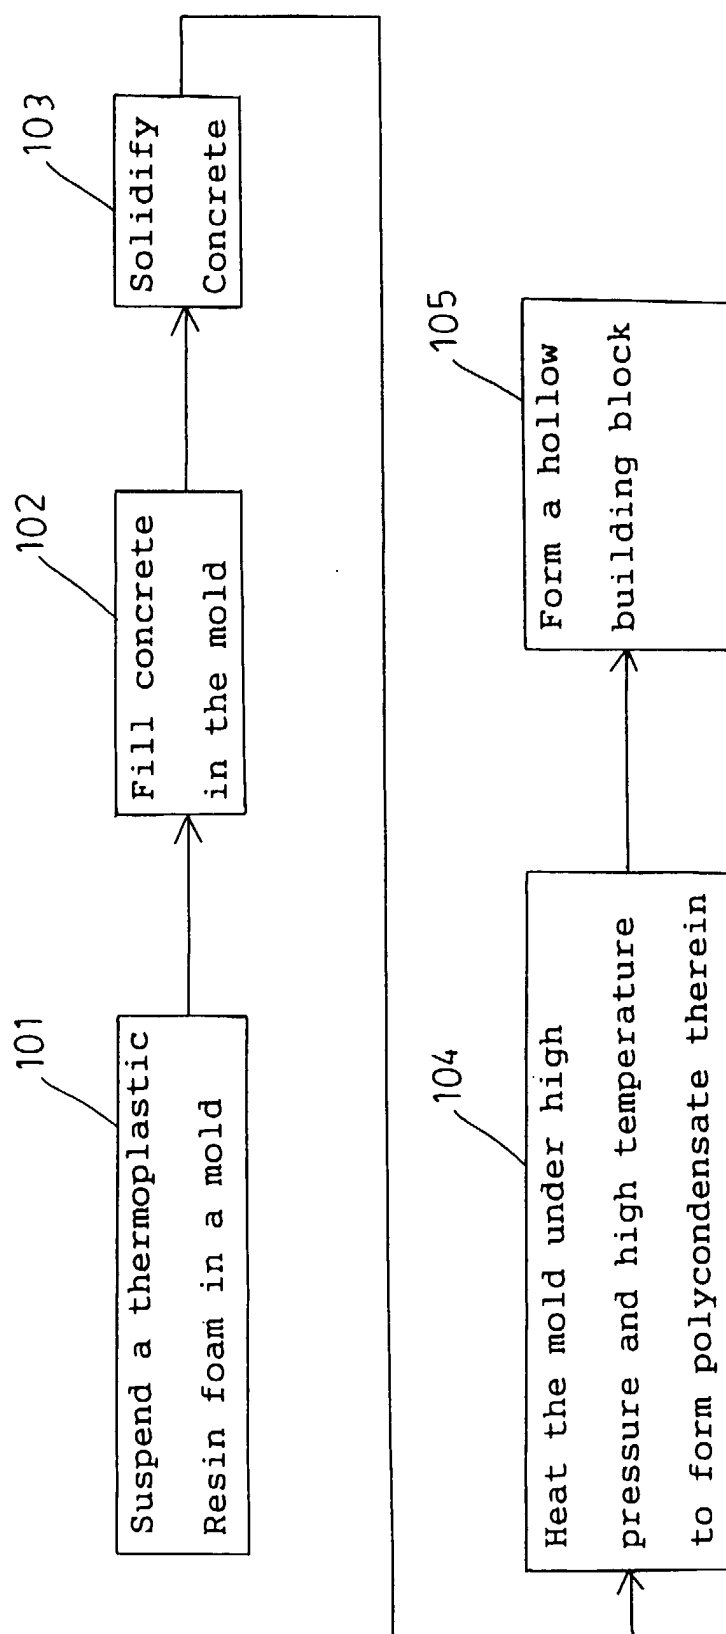 101
Suspend a thermoplastic
Resin foam in a mold
102
Fill concrete
in the mold
103
Solidify
Concrete
104
Heat the mold under high
pressure and high temperature
to form polycondensate therein
105
Form a hollow
building block